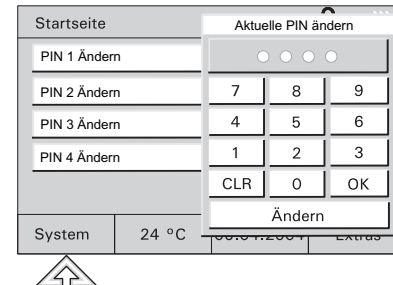 Startseite
Aktuelle PIN ändern
PIN 1 Ändern
PIN 2 Ändern
PIN 3 Ändern
PIN 4 Ändern
7 8 9
4 5 6
1 2 3
CLR 0 OK
Ändern
System 24 °C